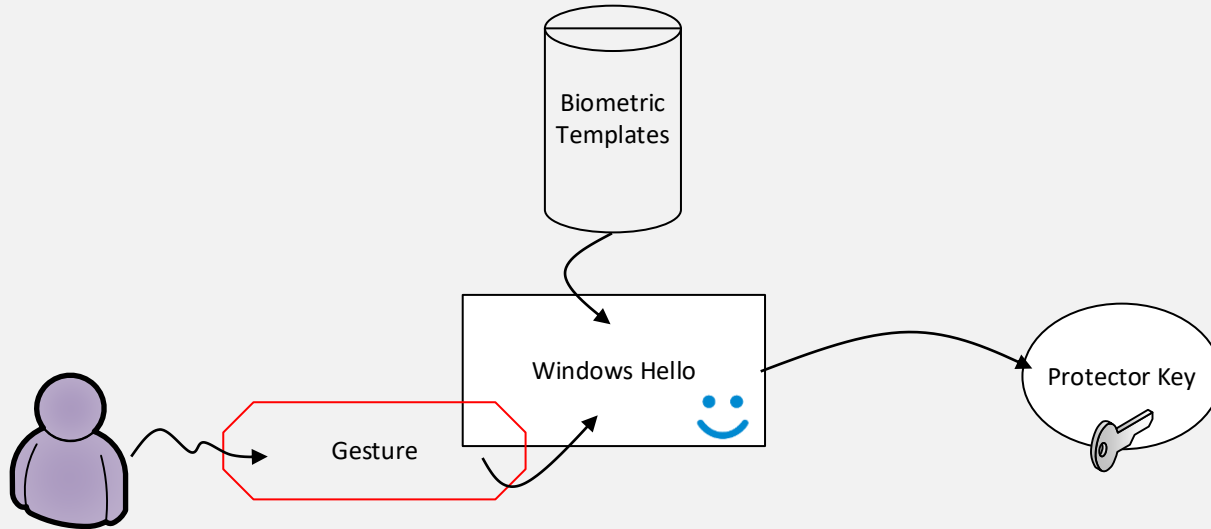 Biometric
Templates
Windows Hello
Protector Key
Gesture